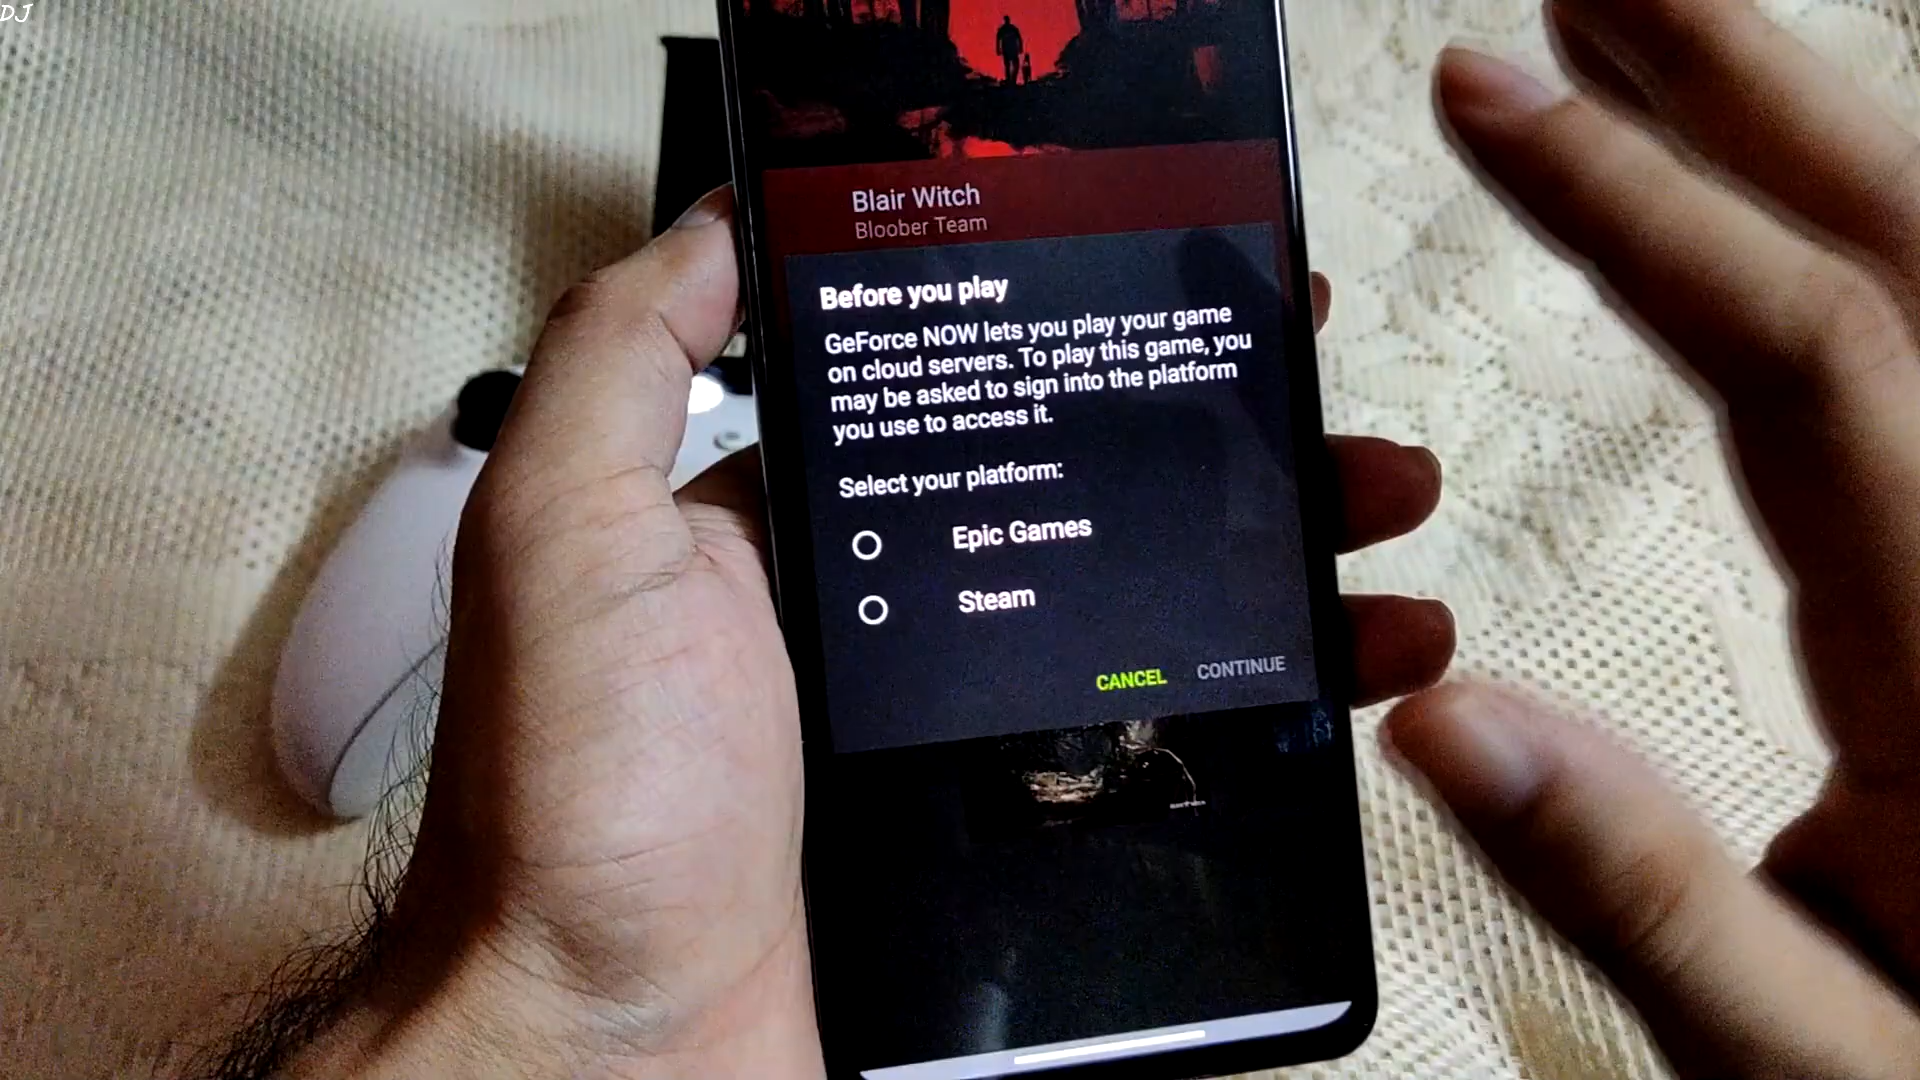 DJ
Blair Witch
Bloober Team
Before you play
GeForce NOW lets you play your game
on cloud servers. To play this game, you
may be asked to sign into the platform
you use to access it.
Select your platform:
Epic Games
Steam
CANCEL CONTINUE